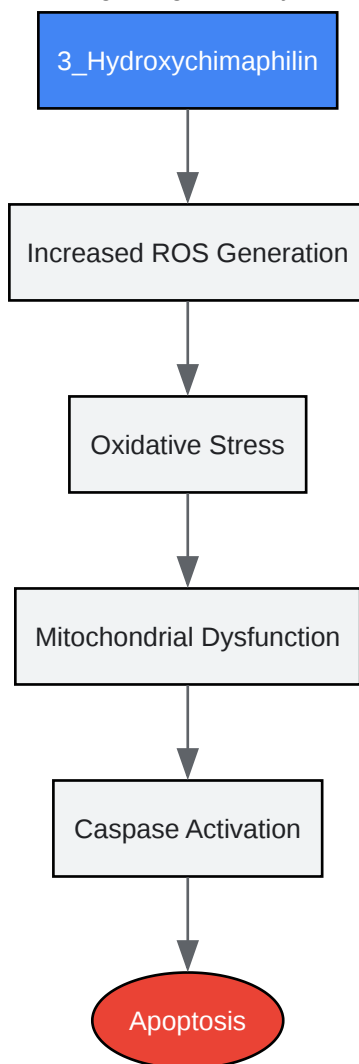 3_Hydroxychimaphilin
Increased ROS Generation
Oxidative Stress
Mitochondrial Dysfunction
Caspase Activation
Apoptosis